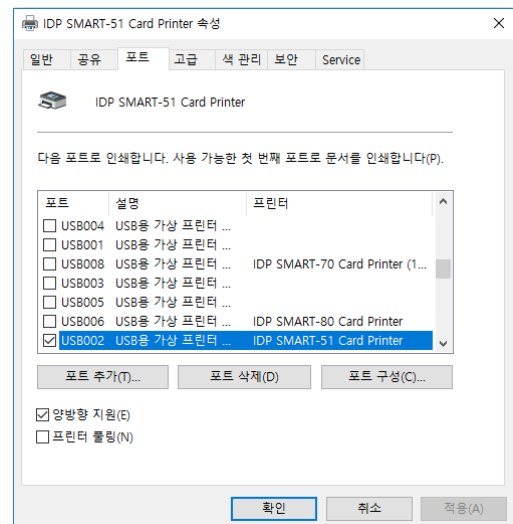 IDP SMART-51 Card Printer 속성
일반 공유 포트 고급 색 관리 보안 Service
IDP SMART-51 Card Printer
다음 포트로 인쇄합니다. 사용 가능한 첫 번째 포트로 문서를 인쇄합니다(P).
포트 설명 프린터
USB004 USB용 가상 프린터 ...
USB001 USB용 가상 프린터 ...
USB008 USB용 가상 프린터 ... IDP SMART-70 Card Printer (1...
USB003 USB용 가상 프린터 ...
USB005 USB용 가상 프린터 ...
USB006 USB용 가상 프린터 ... IDP SMART-80 Card Printer
USB002 USB용 가상 프린터 ... IDP SMART-51 Card Printer
포트 추가(T)... 포트 삭제(D) 포트 구성(C)...
양방향 지원(E)
프린터 풀링(N)
확인 취소 적용(A)